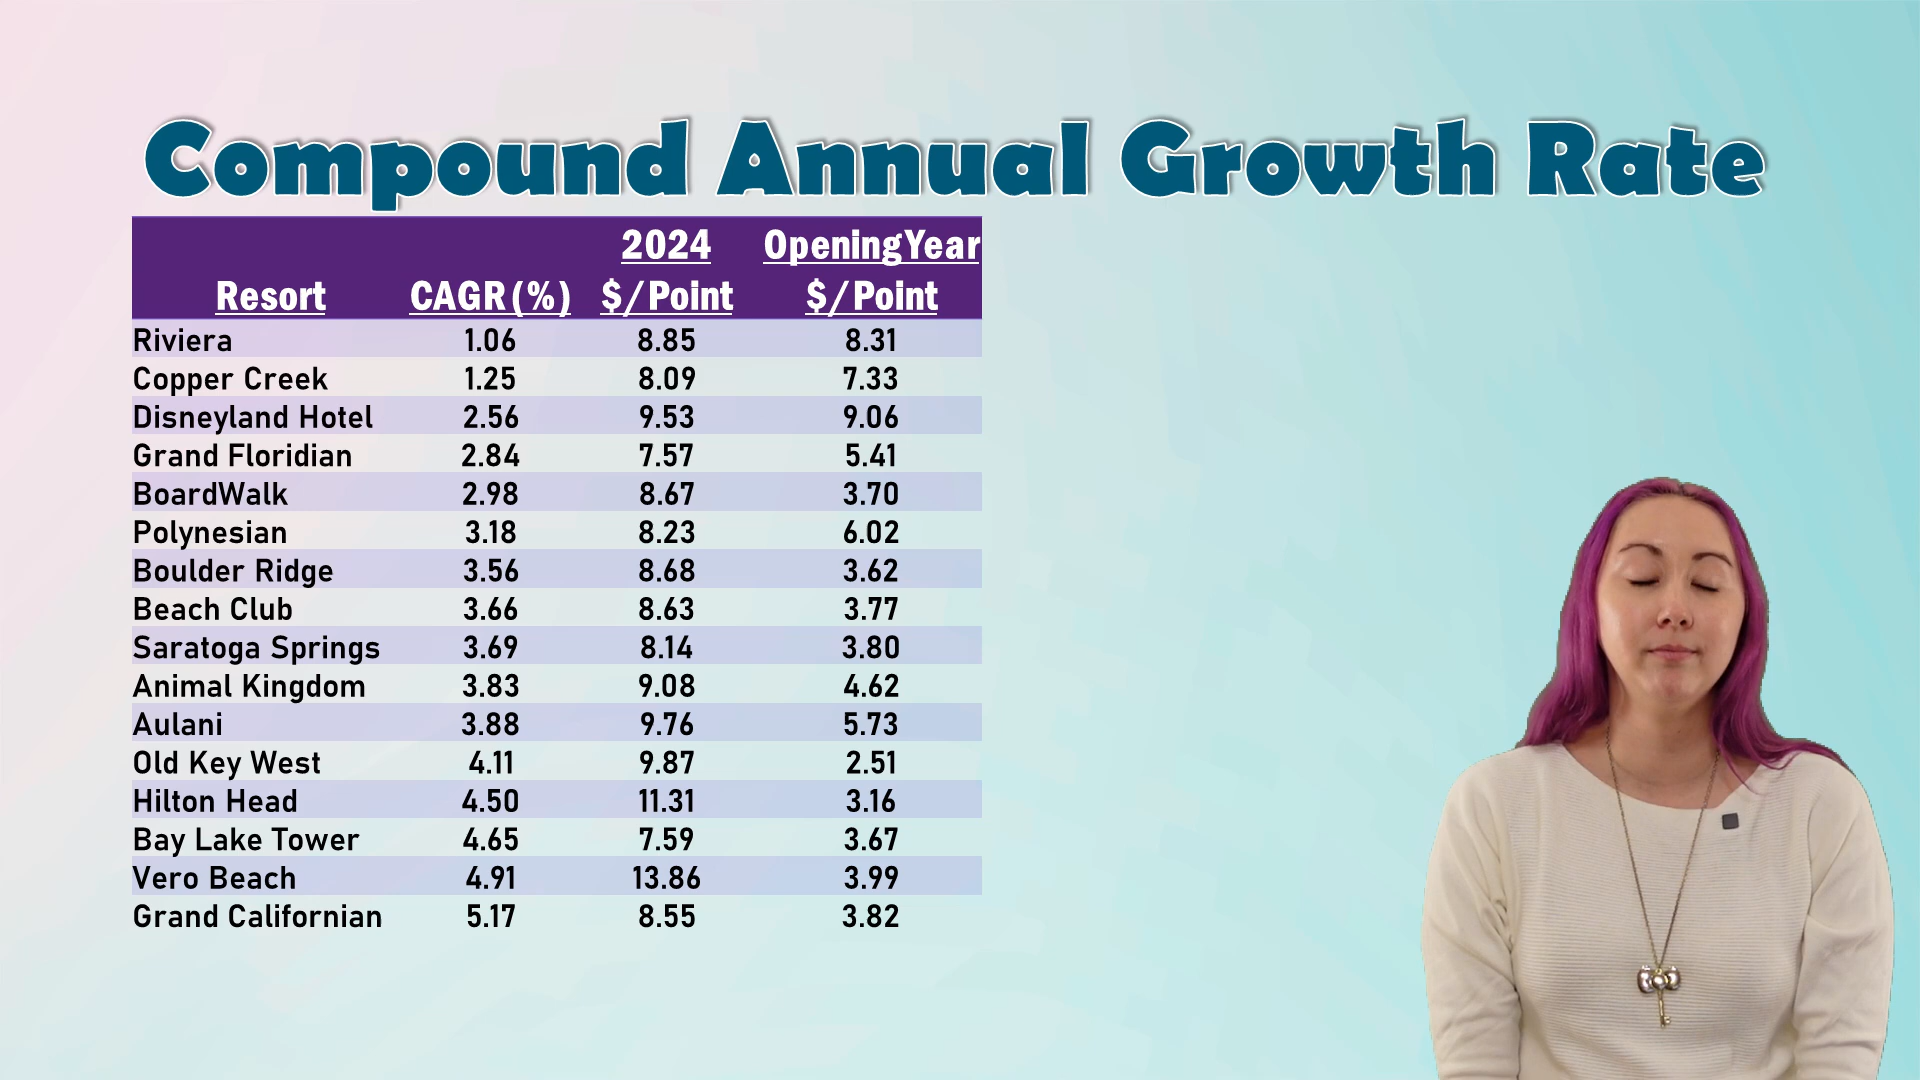 Compound Annual Growth Rate
2024 OpeningYear
Resort CAGR(%) $/Point $/Point
Riviera 1.06 8.85 8.31
Copper Creek 1.25 8.09 7.33
Disneyland Hotel 2.56 9.53 9.06
Grand Floridian 2.84 7.57 5.41
BoardWalk 2.98 8.67 3.70
Polynesian 3.18 8.23 6.02
Boulder Ridge 3.56 8.68 3.62
Beach Club 3.66 8.63 3.77
Saratoga Springs 3.69 8.14 3.80
Animal Kingdom 3.83 9.08 4.62
Aulani 3.88 9.76 5.73
Old Key West 4.11 9.87 2.51
Hilton Head 4.50 11.31 3.16
Bay Lake Tower 4.65 7.59 3.67
Vero Beach 4.91 13.86 3.99
Grand Californian 5.17 8.55 3.82